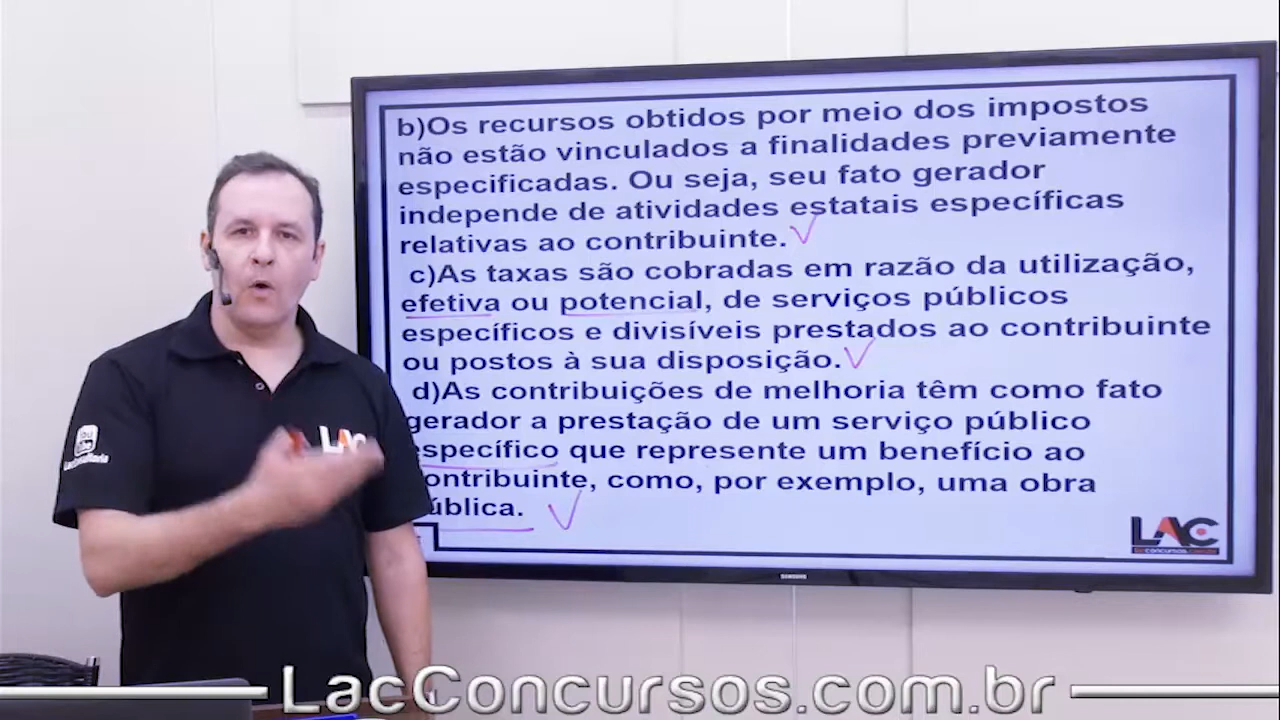 b)Os recursos obtidos por meio dos impostos
não estão vinculados a finalidades previamente
especificadas. Ou seja, seu fato gerador
independe de atividades estatais específicas
relativas ao contribuinte.
c)As taxas são cobradas em razão da utilização,
efetiva ou potencial, de serviços públicos
específicos e divisíveis prestados ao contribuinte
ou postos à sua disposição.
d)As contribuições de melhoria têm como fato
gerador a prestação de um serviço público
específico que represente um benefício ao
contribuinte, como, por exemplo, uma obra
pública.
LAC
LAC
SAMSUNG
LacConcursos.com.br